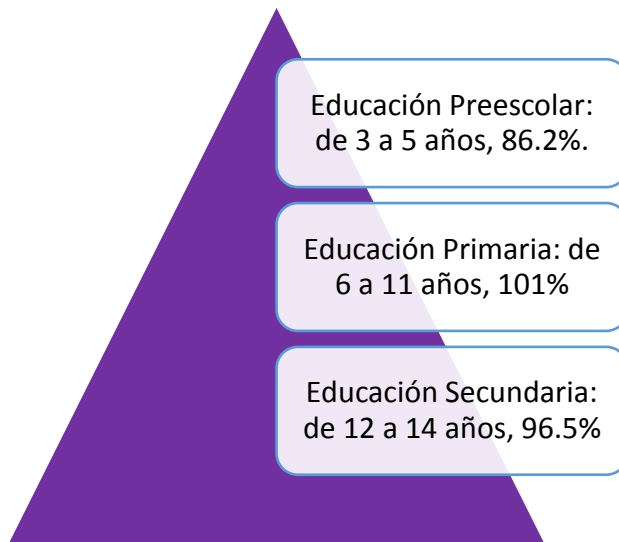 Educación Preescolar:
de 3 a 5 años, 86.2%.
Educación Primaria: de
6 a 11 años, 101%
Educación Secundaria:
de 12 a 14 años, 96.5%